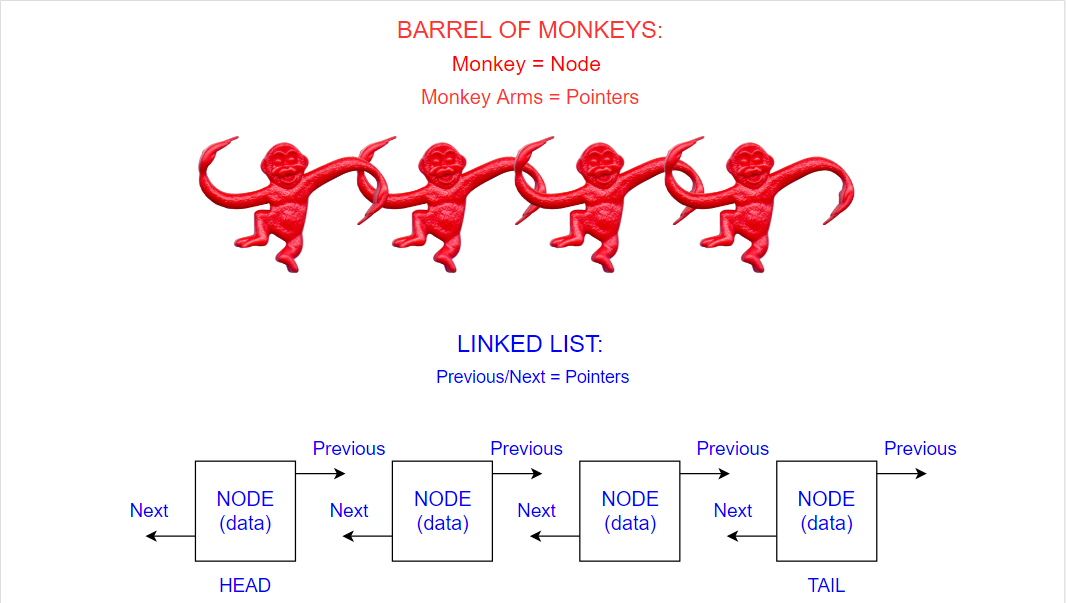 BARREL OF MONKEYS:
Monkey = Node
Monkey Arms = Pointers
LINKED LIST:
Previous/Next = Pointers
Previous Previous Previous Previous
NODE NODE NODE NODE
Next Next Next Next
(data) (data) (data) (data)
HEAD TAIL